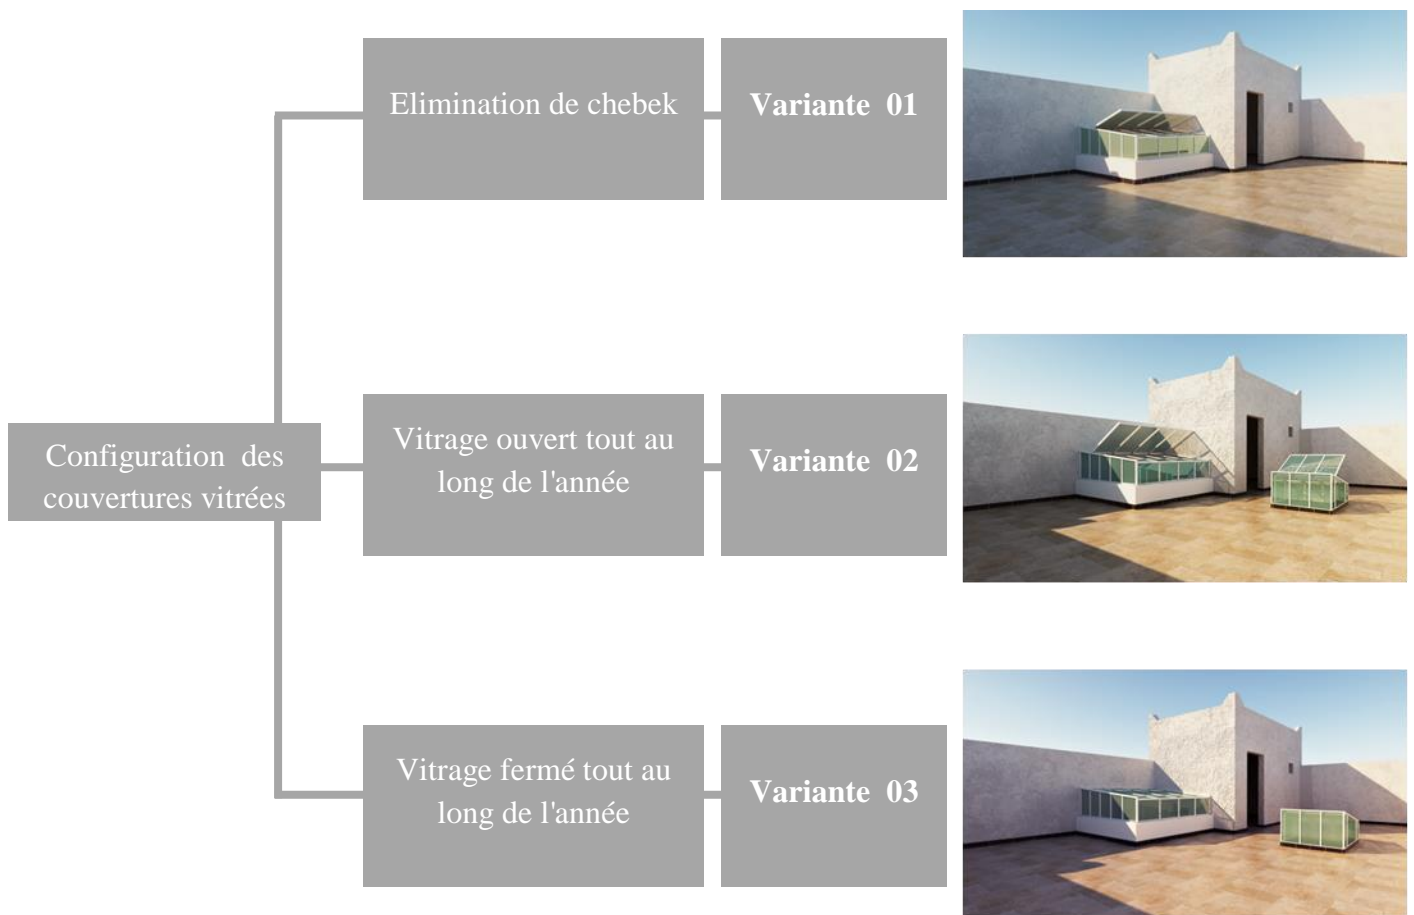 Elimination de chebek
Variante 01
Configuration des
couvertures vitrées
Vitrage ouvert tout au
long de l'année
Variante 02
Vitrage fermé tout au
long de l'année
Variante 03